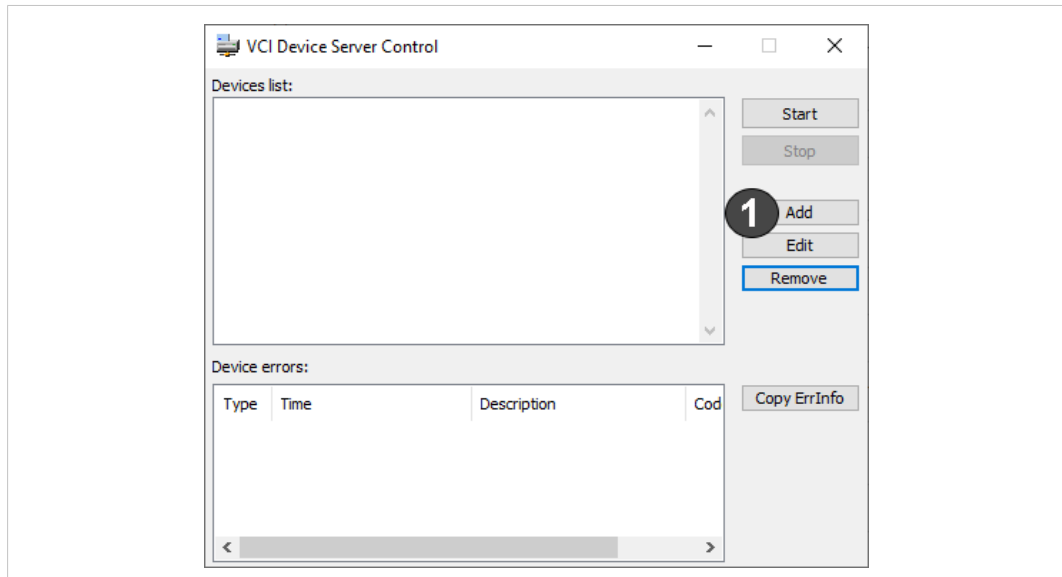 VCI Device Server Control
Devices list:
Start
Stop
1
Add
Edit
Remove
Device errors:
Type Time Description Cod
Copy ErrInfo